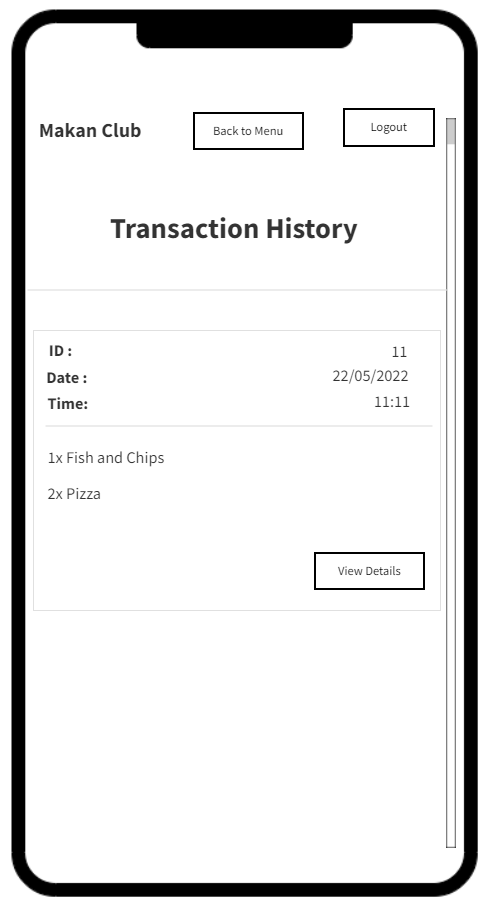 Makan Club Back to Menu Logout
Transaction History
ID : 11
Date : 22/05/2022
Time: 11:11
1x Fish and Chips
2x Pizza
View Details